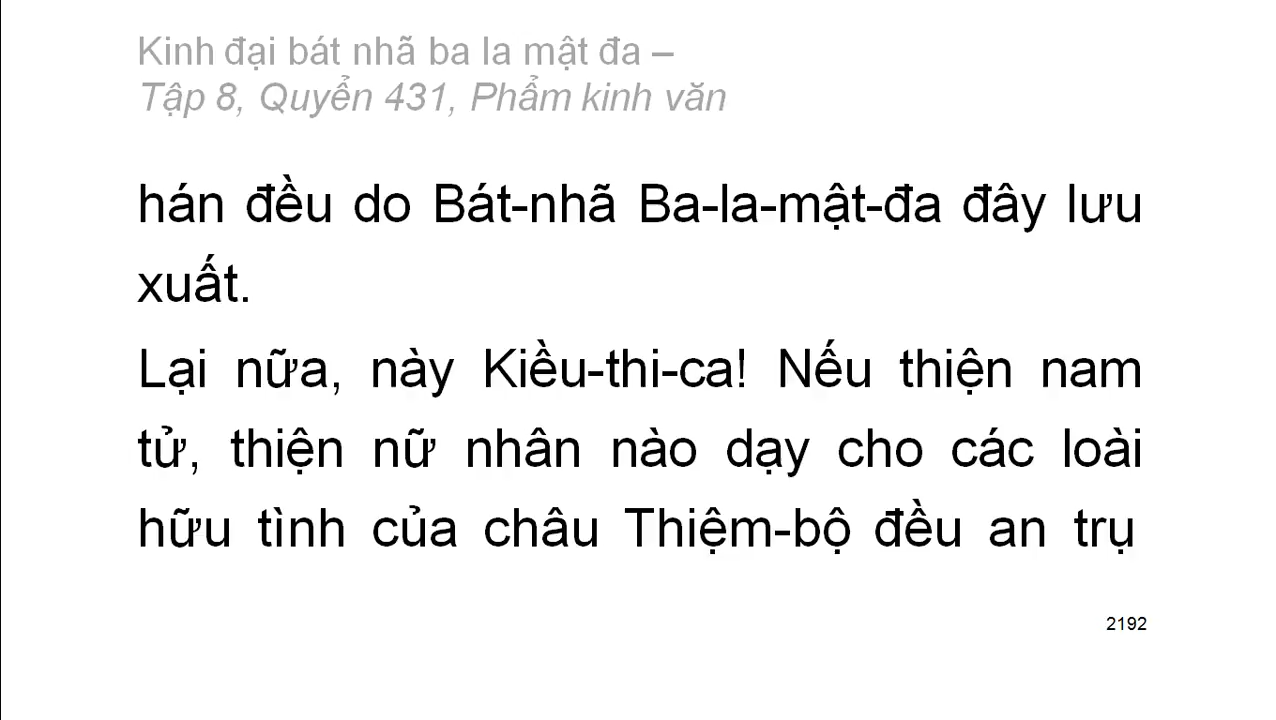 Kinh đại bát nhã ba la mật đa –
Tập 8, Quyển 431, Phẩm kinh văn
hán đều do Bát-nhã Ba-la-mật-đa đây lưu
xuất.
Lại nữa, này Kiều-thi-ca! Nếu thiện nam
tử, thiện nữ nhân nào dạy cho các loài
hữu tình của châu Thiệm-bộ đều an trụ
2192